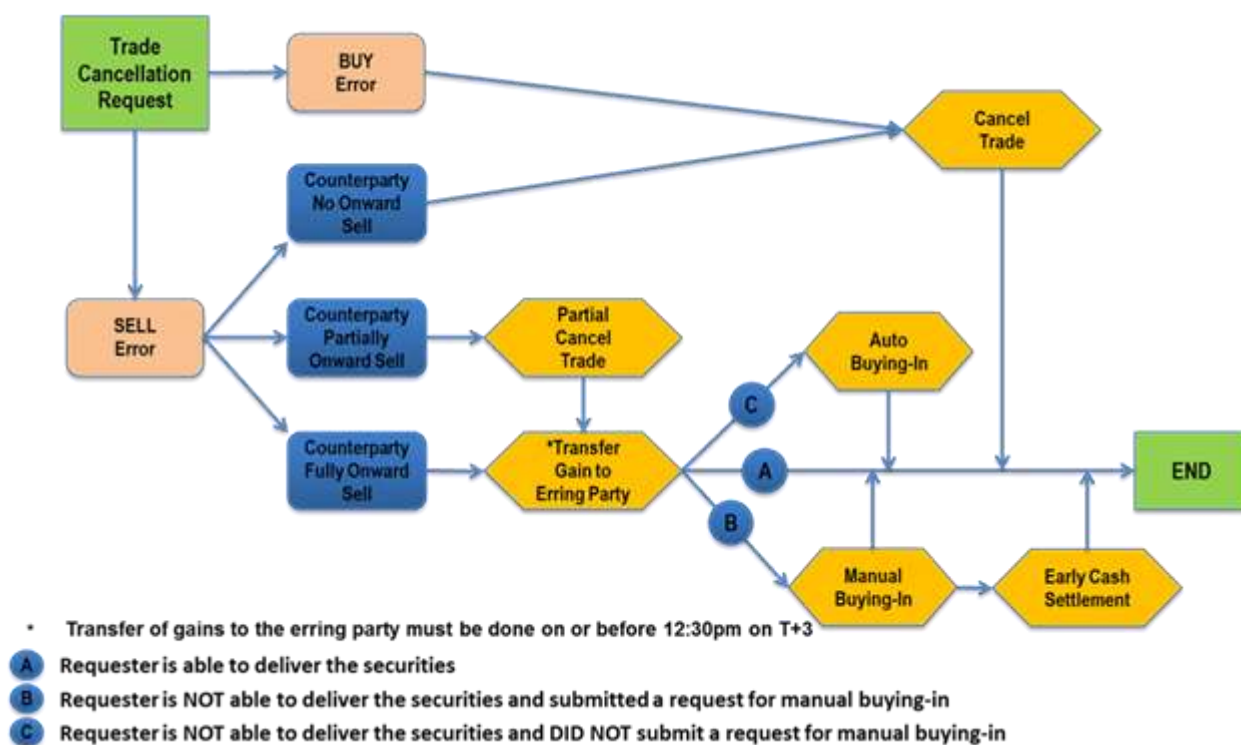 Trade
Cancellation
Request
BUY
Error
Cancel
Trade
Counterparty
No Onward
Sell
SELL
Error
Counterparty
Partially
Onward Sell
Partial
Cancel
Trade
Auto
Buying-In
C
Counterparty
Fully Onward
Sell
*Transfer
Gain to
Erring Party
A
END
B
Manual
Buying-In
Early Cash
Settlement
* Transfer of gains to the erring party must be done on or before 12:30pm on T+3
A Requester is able to deliver the securities
B Requester is NOT able to deliver the securities and submitted a request for manual buying-in
C Requester is NOT able to deliver the securities and DID NOT submit a request for manual buying-in